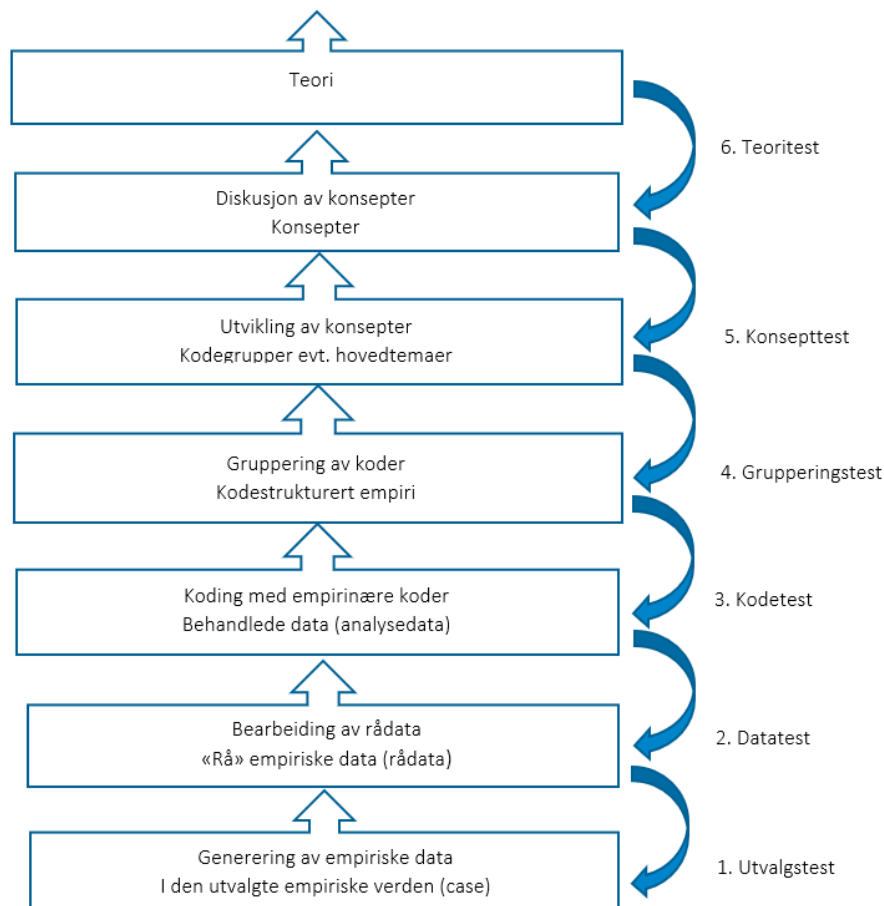 Teori
6. Teoritest
Diskusjon av konsepter
Konsepter
Utvikling av konsepter
Kodegrupper evt. hovedtemaer
5. Konsepttest
Gruppering av koder
Kodestrukturert empiri
4. Grupperingstest
Koding med empirinære koder
Behandlede data (analysedata)
3. Kodetest
Bearbeiding av rådata
«Rå» empiriske data (rådata)
2. Datatest
Generering av empiriske data
I den utvalgte empiriske verden (case)
1. Utvalgstest